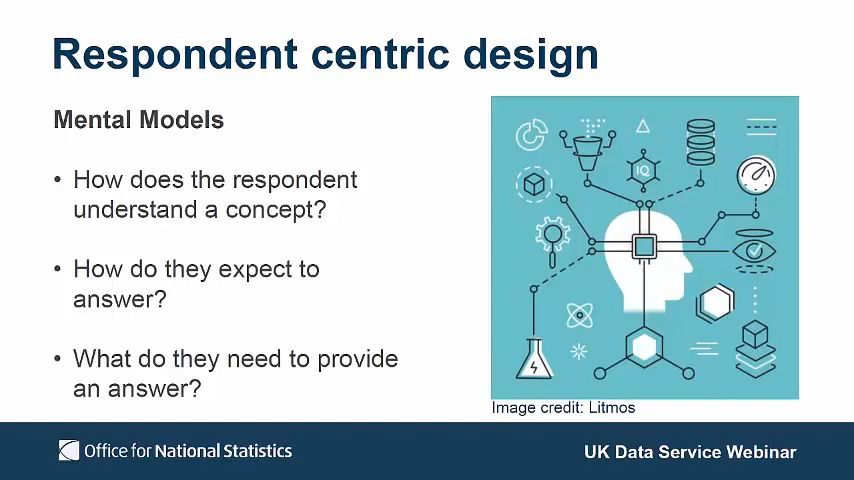 Respondent centric design
Mental Models
• How does the respondent
understand a concept?
• How do they expect to
answer?
• What do they need to provide
an answer?
IQ
Image credit: Litmos
Office for National Statistics
UK Data Service Webinar